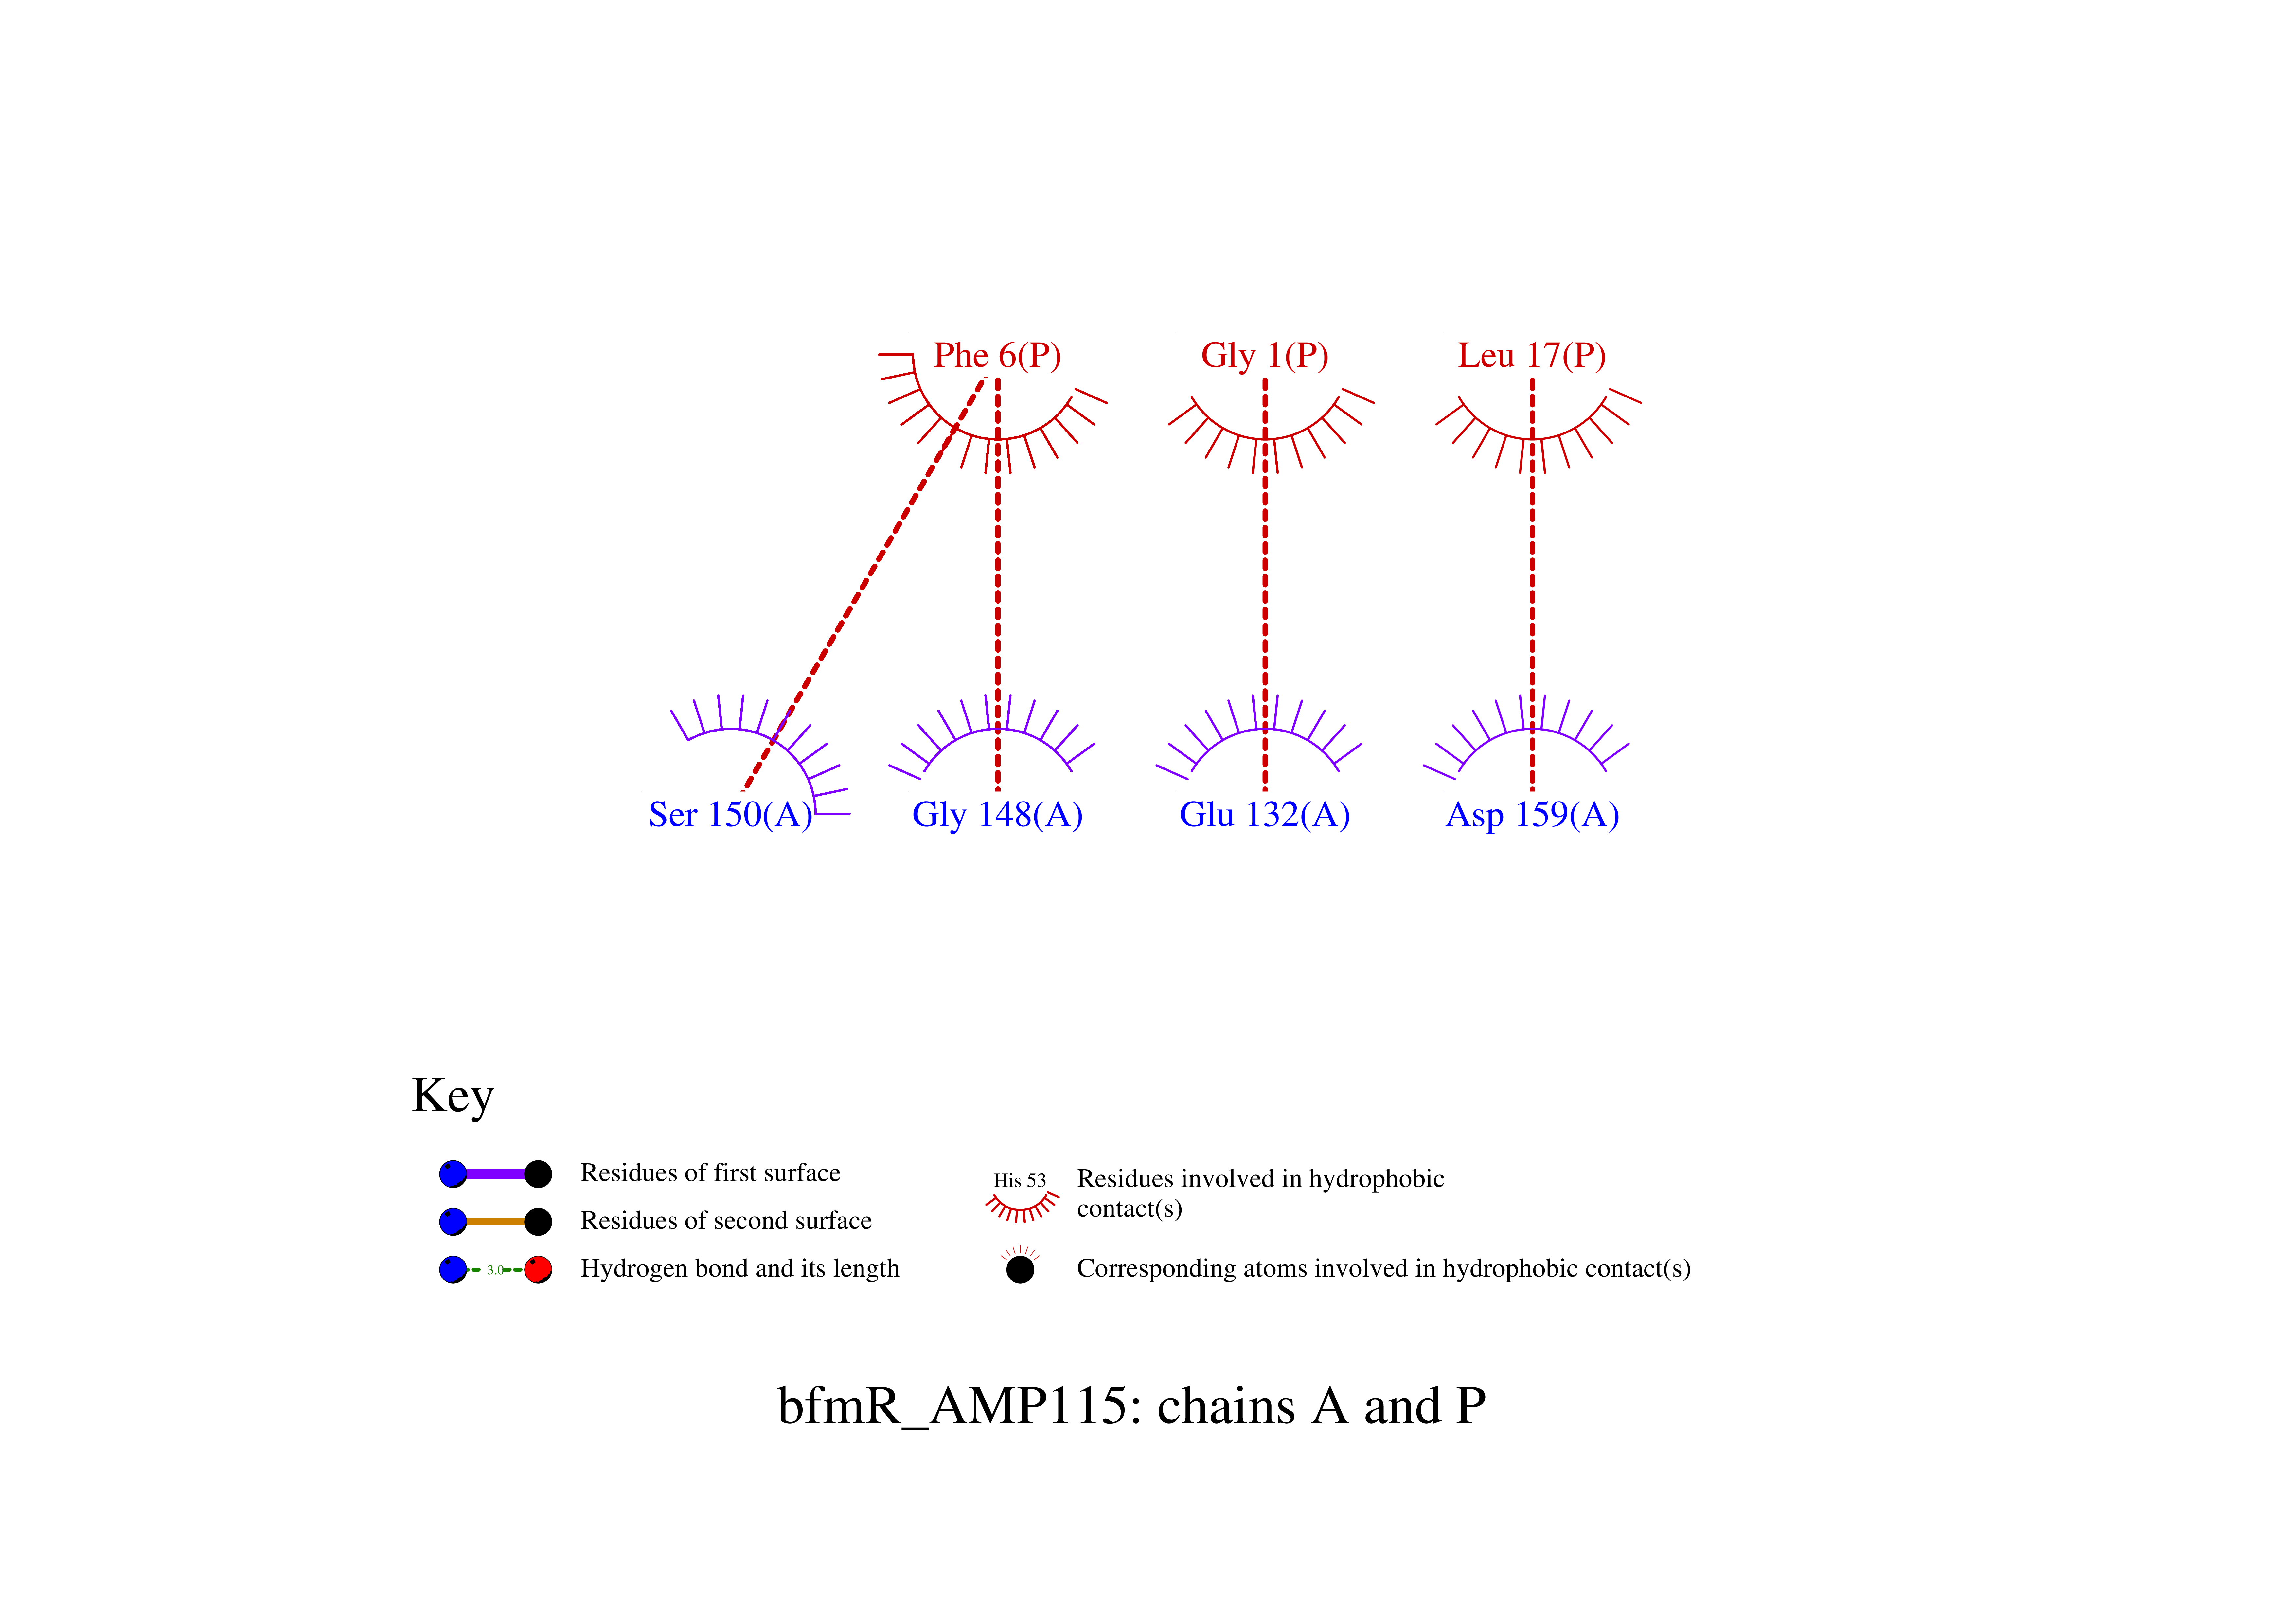 Phe 6(P) Gly 1(P) Leu 17(P)
Ser 150(A) Gly 148(A) Glu 132(A) Asp 159(A)
Key
Residues of first surface
Residues of second surface
3.0 Hydrogen bond and its length
His 53 Residues involved in hydrophobic
contact(s)
Corresponding atoms involved in hydrophobic contact(s)
bfmR_AMP115: chains A and P